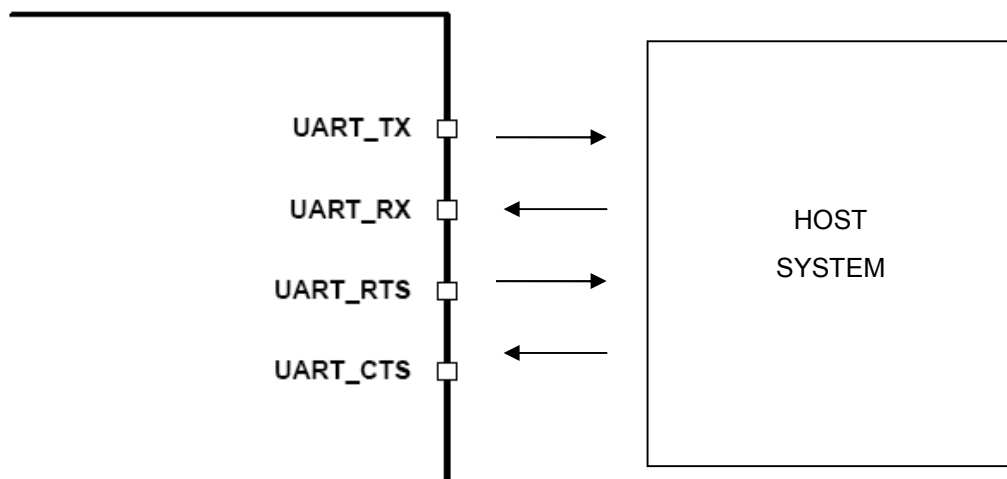 UART_TX
UART_RX
UART_RTS
UART_CTS
HOST
SYSTEM